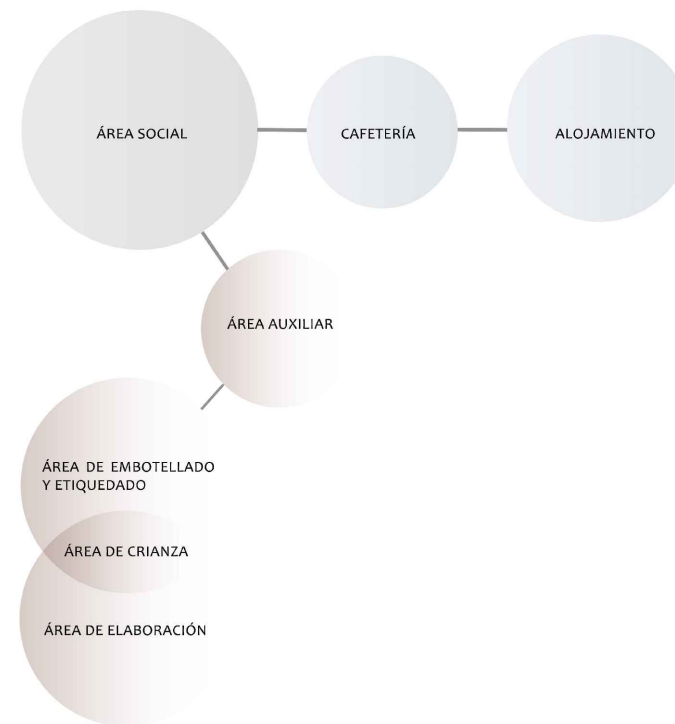 ÁREA SOCIAL
CAFETERÍA
ALOJAMIENTO
ÁREA AUXILIAR
ÁREA DE EMBOTELLADO
Y ETIQUEDADO
ÁREA DE CRIANZA
ÁREA DE ELABORACIÓN